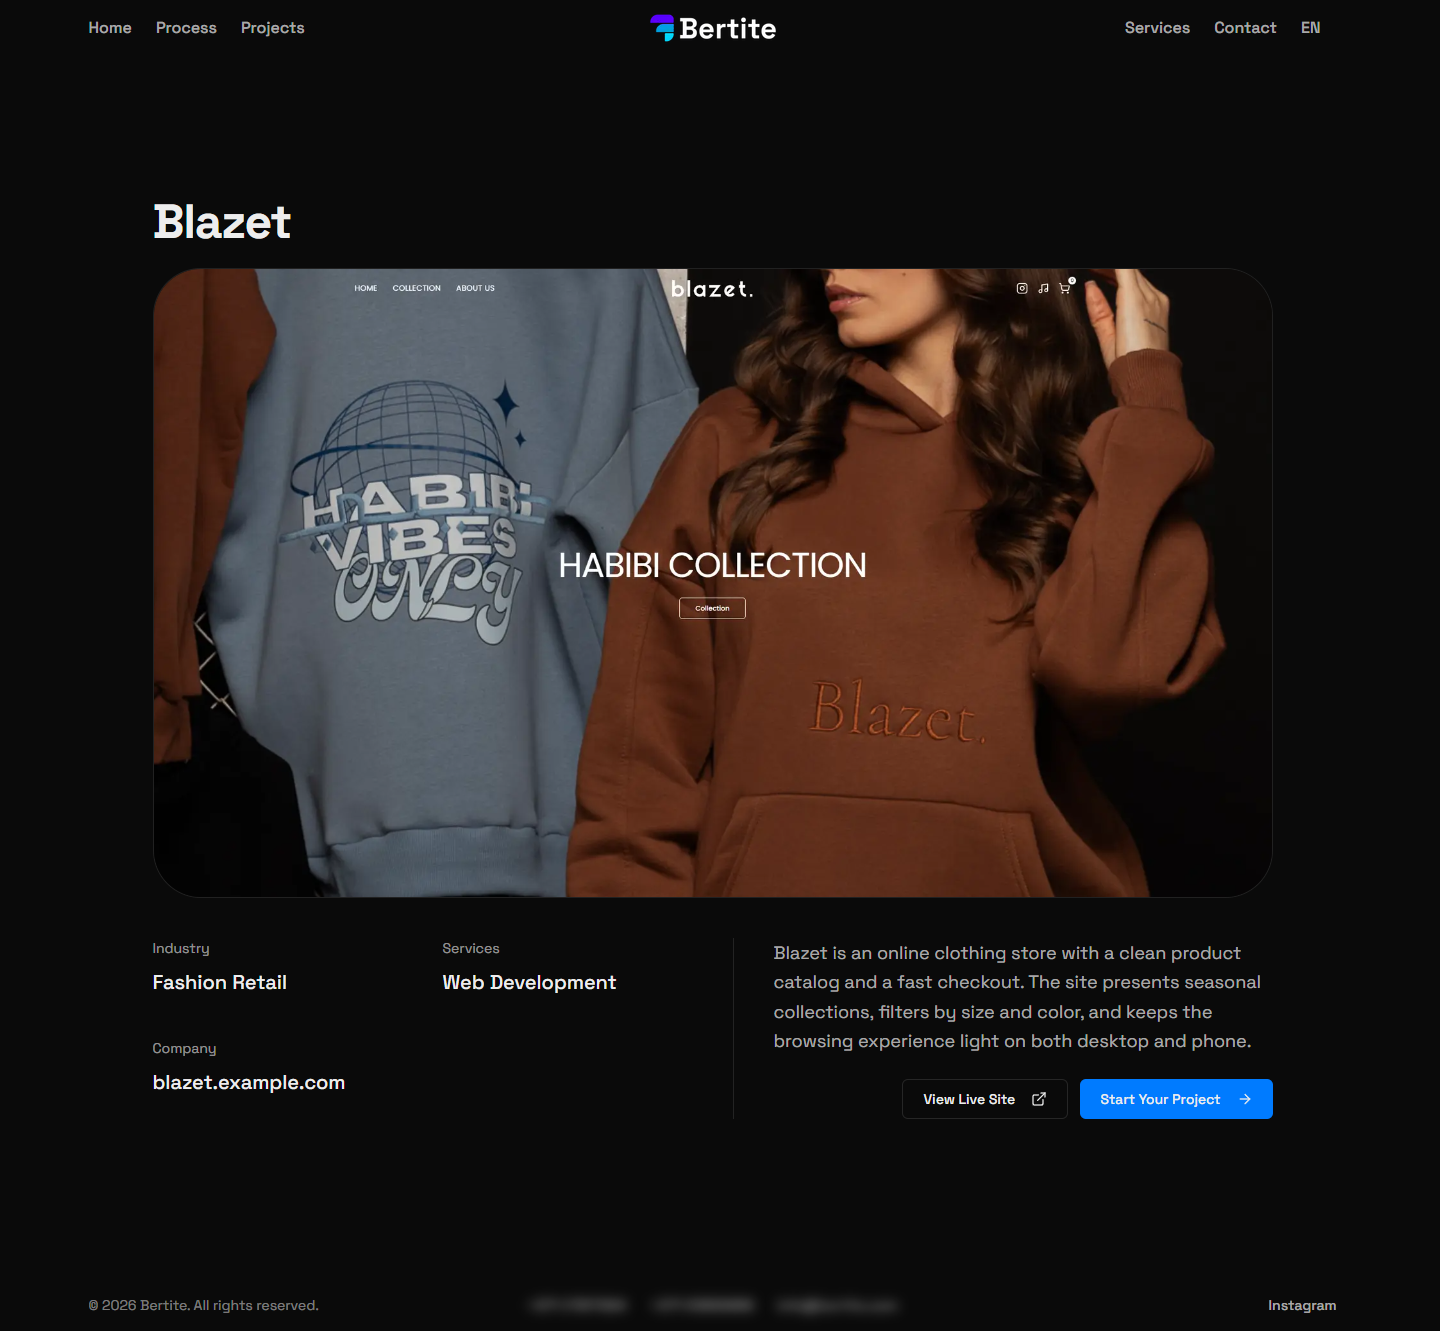 Home Process Projects Bertite Services Contact EN
Blazet
HOME COLLECTION ABOUT US blazet. 0
HABIBI
VIBES
ONLY
HABIBI COLLECTION
Collection
Blazet.
Industry
Fashion Retail
Services
Web Development
Company
blazet.example.com
Blazet is an online clothing store with a clean product
catalog and a fast checkout. The site presents seasonal
collections, filters by size and color, and keeps the
browsing experience light on both desktop and phone.
View Live Site Start Your Project
© 2026 Bertite. All rights reserved. Instagram